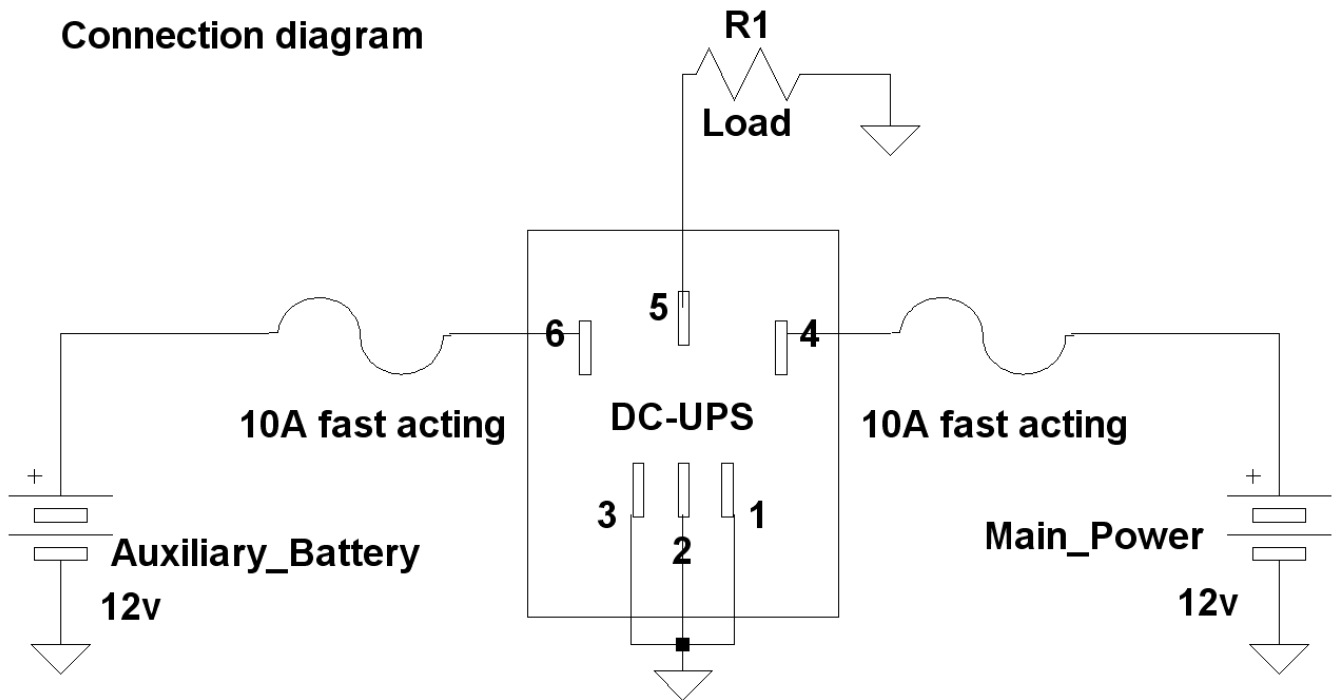 Connection diagram
R1
Load
6
5
4
10A fast acting
DC-UPS
10A fast acting
+
+
3
2
1
Auxiliary_Battery
Main_Power
12v
12v